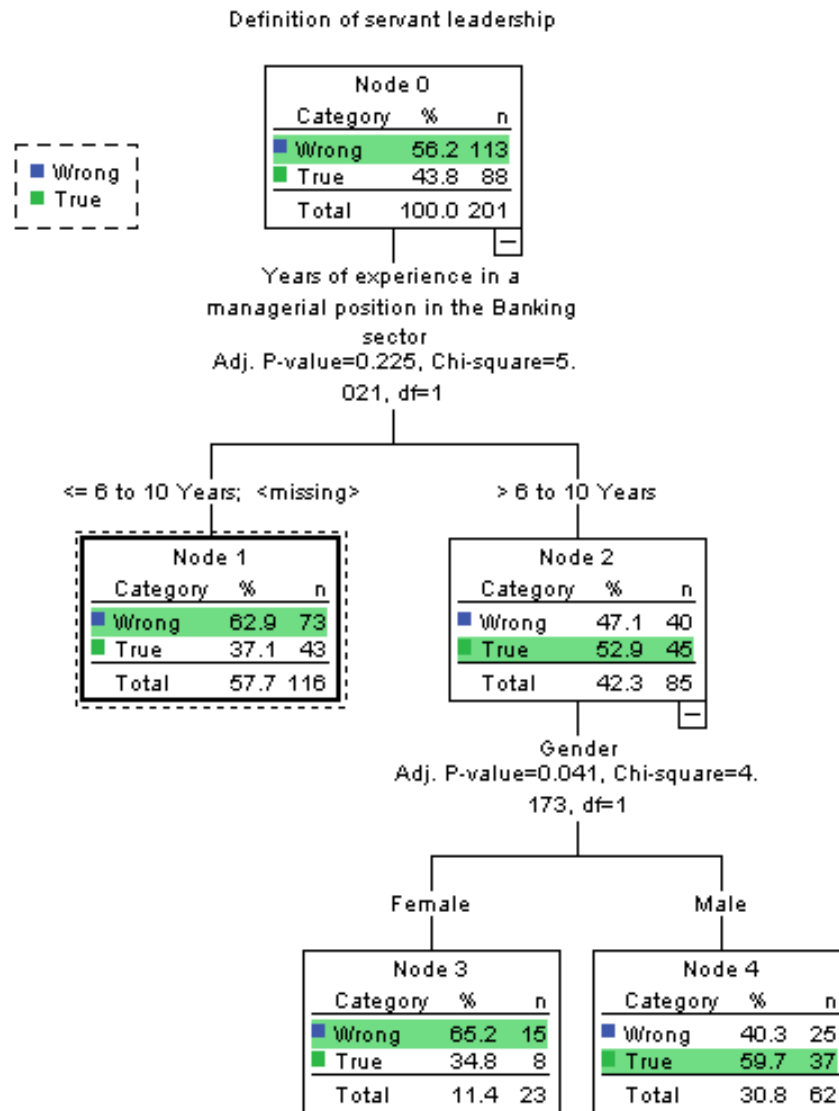 Definition of servant leadership
Wrong
True
Node 0
Category % n
Wrong 56.2 113
True 43.8 88
Total 100.0 201
Years of experience in a
managerial position in the Banking
sector
Adj. P-value=0.225, Chi-square=5.
021, df=1
<= 6 to 10 Years; <missing>
> 6 to 10 Years
Node 1
Category % n
Wrong 62.9 73
True 37.1 43
Total 57.7 116
Node 2
Category % n
Wrong 47.1 40
True 52.9 45
Total 42.3 85
Gender
Adj. P-value=0.041, Chi-square=4.
173, df=1
Female
Male
Node 3
Category % n
Wrong 65.2 15
True 34.8 8
Total 11.4 23
Node 4
Category % n
Wrong 40.3 25
True 59.7 37
Total 30.8 62